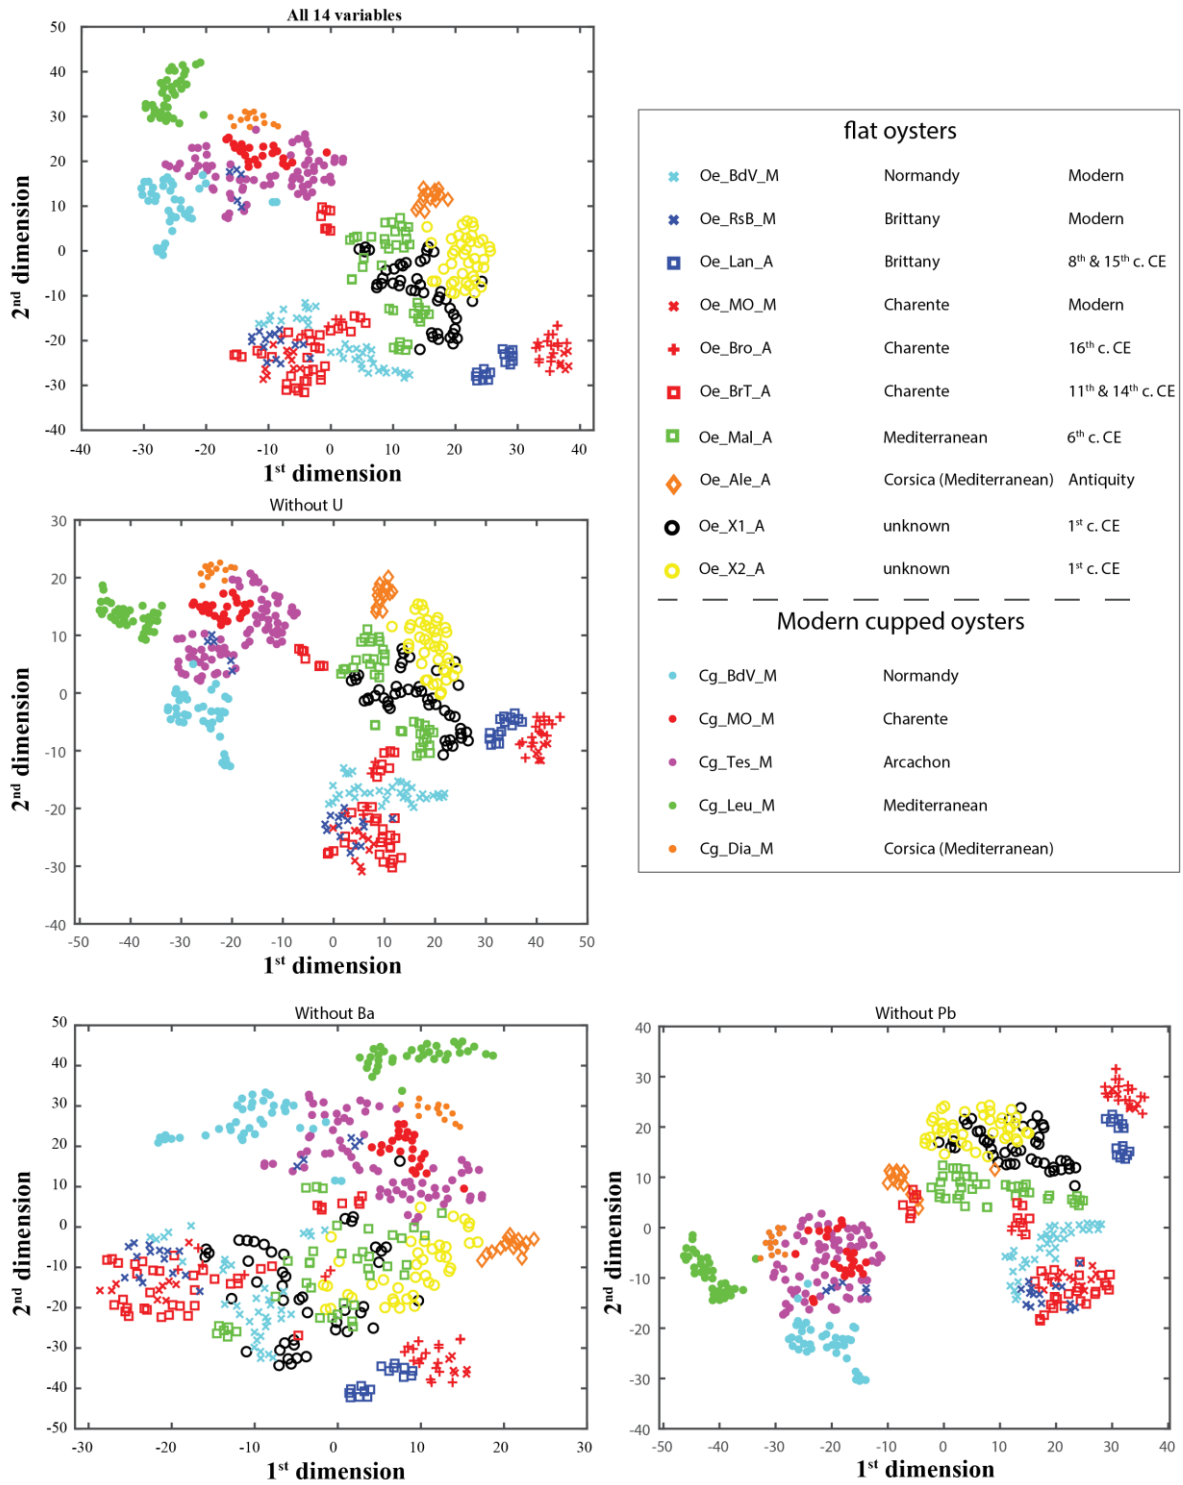 All 14 variables
50
40
30
20
10
0
-10
-20
-30
-40
2nd dimension
-40 -30 -20 -10 0 10 20 30 40
1st dimension
flat oysters
Oe_BdV_M Normandy Modern
Oe_RsB_M Brittany Modern
Oe_Lan_A Brittany 8th & 15th c. CE
Oe_MO_M Charente Modern
Oe_Bro_A Charente 16th c. CE
Oe_BrT_A Charente 11th & 14th c. CE
Oe_Mal_A Mediterranean 6th c. CE
Oe_Ale_A Corsica (Mediterranean) Antiquity
Oe_X1_A unknown 1st c. CE
Oe_X2_A unknown 1st c. CE
Modern cupped oysters
Cg_BdV_M Normandy
Cg_MO_M Charente
Cg_Tes_M Arcachon
Cg_Leu_M Mediterranean
Cg_Dia_M Corsica (Mediterranean)
Without U
30
20
10
0
-10
-20
-30
-40
2nd dimension
-50 -40 -30 -20 -10 0 10 20 30 40 50
1st dimension
Without Ba
50
40
30
20
10
0
-10
-20
-30
-40
-50
2nd dimension
-30 -20 -10 0 10 20 30
1st dimension
Without Pb
40
30
20
10
0
-10
-20
-30
-40
2nd dimension
-50 -40 -30 -20 -10 0 10 20 30 40
1st dimension